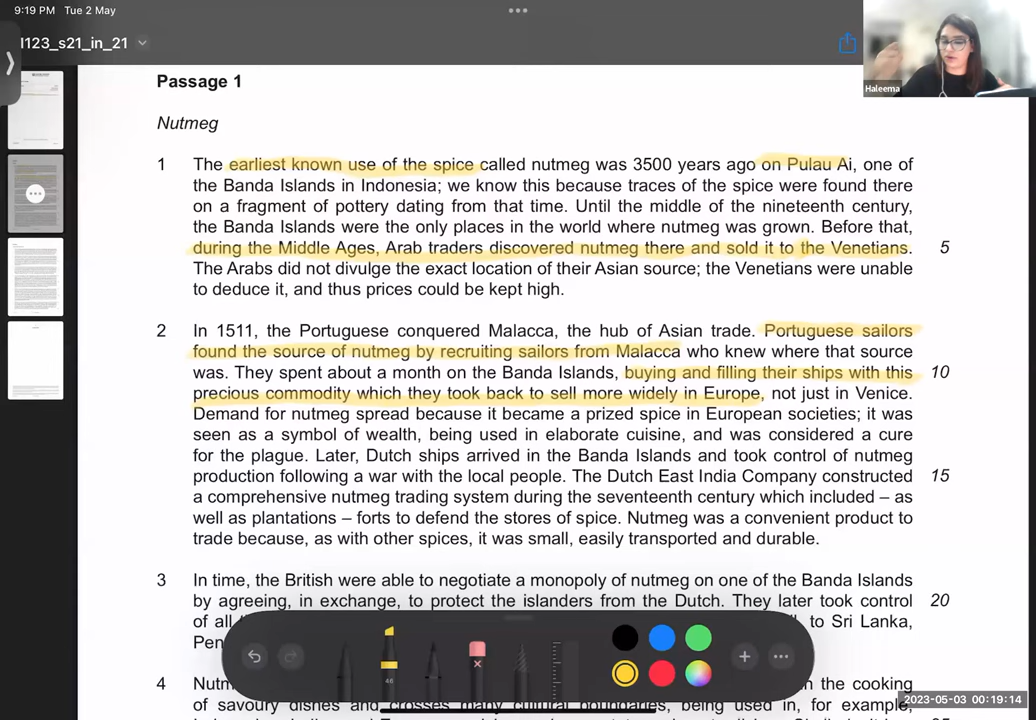 9:19 PM Tue 2 May
1123_s21_in_21
Haleema
Passage 1
Nutmeg
1 The earliest known use of the spice called nutmeg was 3500 years ago on Pulau Ai, one of
the Banda Islands in Indonesia; we know this because traces of the spice were found there
on a fragment of pottery dating from that time. Until the middle of the nineteenth century,
the Banda Islands were the only places in the world where nutmeg was grown. Before that,
during the Middle Ages, Arab traders discovered nutmeg there and sold it to the Venetians. 5
The Arabs did not divulge the exact location of their Asian source; the Venetians were unable
to deduce it, and thus prices could be kept high.
2 In 1511, the Portuguese conquered Malacca, the hub of Asian trade. Portuguese sailors
found the source of nutmeg by recruiting sailors from Malacca who knew where that source
was. They spent about a month on the Banda Islands, buying and filling their ships with this 10
precious commodity which they took back to sell more widely in Europe, not just in Venice.
Demand for nutmeg spread because it became a prized spice in European societies; it was
seen as a symbol of wealth, being used in elaborate cuisine, and was considered a cure
for the plague. Later, Dutch ships arrived in the Banda Islands and took control of nutmeg
production following a war with the local people. The Dutch East India Company constructed 15
a comprehensive nutmeg trading system during the seventeenth century which included – as
well as plantations – forts to defend the stores of spice. Nutmeg was a convenient product to
trade because, as with other spices, it was small, easily transported and durable.
3 In time, the British were able to negotiate a monopoly of nutmeg on one of the Banda Islands
by agreeing, in exchange, to protect the islanders from the Dutch. They later took control 20
of all to Sri Lanka,
Pen
4 Nutm the cooking
of savoury dishes and crosses many cultural boundaries, being used in, for example,
46
2023-05-03 00:19:14